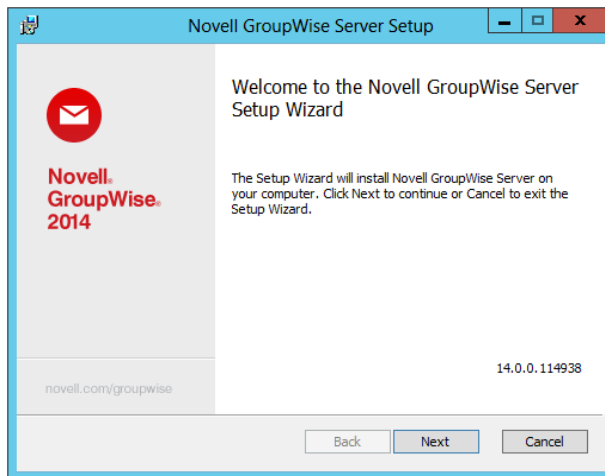 Novell GroupWise Server Setup
Novell®
GroupWise®
2014
novell.com/groupwise
Welcome to the Novell GroupWise Server
Setup Wizard
The Setup Wizard will install Novell GroupWise Server on
your computer. Click Next to continue or Cancel to exit the
Setup Wizard.
14.0.0.114938
Back
Next
Cancel